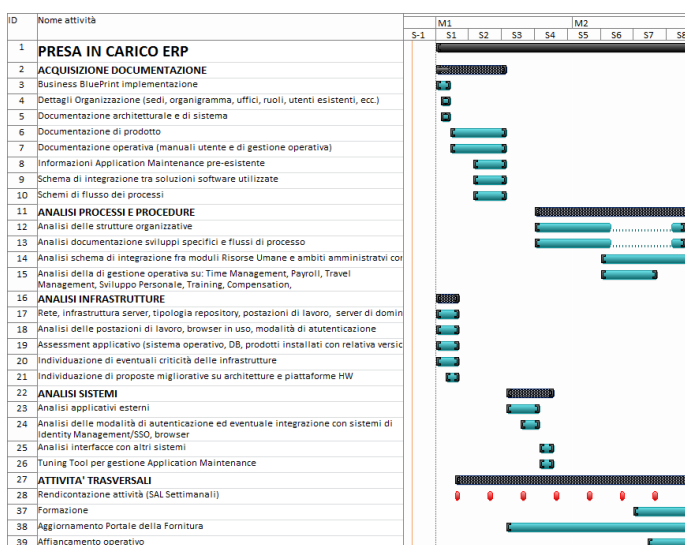 ID Nome attività M1 M2
S-1 S1 S2 S3 S4 S5 S6 S7 S8
1 PRESA IN CARICO ERP
2 ACQUISIZIONE DOCUMENTAZIONE
3 Business BluePrint implementazione
4 Dettagli Organizzazione (sedi, organigramma, uffici, ruoli, utenti esistenti, ecc.)
5 Documentazione architetturale e di sistema
6 Documentazione di prodotto
7 Documentazione operativa (manuali utente e di gestione operativa)
8 Informazioni Application Maintenance pre-esistente
9 Schema di integrazione tra soluzioni software utilizzate
10 Schemi di flusso dei processi
11 ANALISI PROCESSI E PROCEDURE
12 Analisi delle strutture organizzative
13 Analisi documentazione sviluppi specifici e flussi di processo
14 Analisi schema di integrazione fra moduli Risorse Umane e ambiti amministratvi cor
15 Analisi della di gestione operativa su: Time Management, Payroll, Travel
Management, Sviluppo Personale, Training, Compensation,
16 ANALISI INFRASTRUTTURE
17 Rete, infrastruttura server, tipologia repository, postazioni di lavoro, server di domin
18 Analisi delle postazioni di lavoro, browser in uso, modalità di atutenticazione
19 Assessment applicativo (sistema operativo, DB, prodotti installati con relativa versic
20 Individuazione di eventuali criticità delle infrastrutture
21 Individuazione di proposte migliorative su architetture e piattaforme HW
22 ANALISI SISTEMI
23 Analisi applicativi esterni
24 Analisi delle modalità di autenticazione ed eventuale integrazione con sistemi di
Identity Management/SSO, browser
25 Analisi interfacce con altri sistemi
26 Tuning Tool per gestione Application Maintenance
27 ATTIVITA' TRASVERSALI
28 Rendicontazione attività (SAL Settimanali)
37 Formazione
38 Aggiornamento Portale della Fornitura
39 Affiancamento operativo